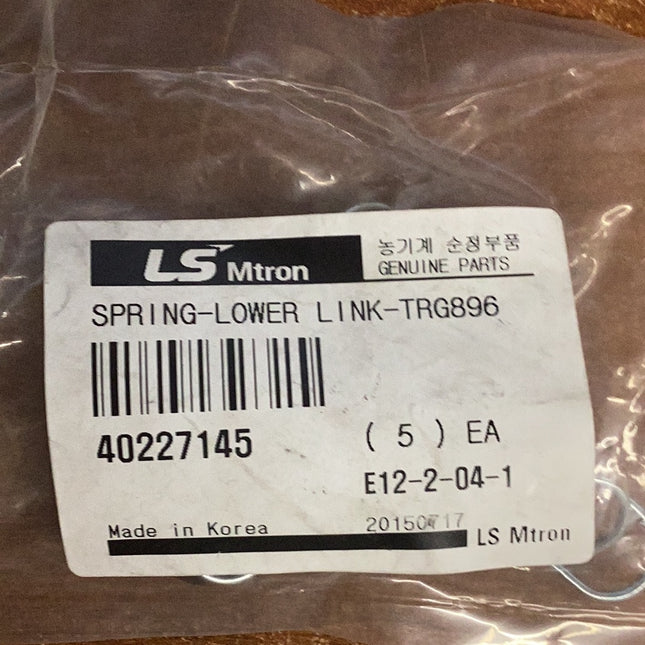 LS Mtron
농기계 순정부품
GENUINE PARTS
SPRING-LOWER LINK-TRG896
40227145
( 5 ) EA
E12-2-04-1
Made in Korea
20150717
LS Mtron